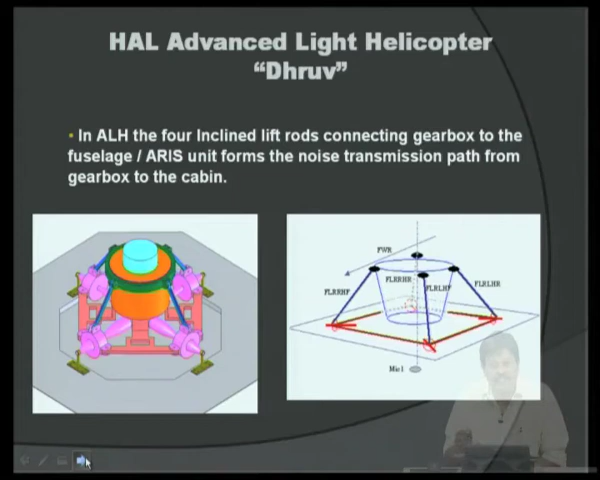 HAL Advanced Light Helicopter
“Dhruv”
In ALH the four Inclined lift rods connecting gearbox to the
fuselage / ARIS unit forms the noise transmission path from
gearbox to the cabin.
FWR
FLRRHR
FLRRHF
FLRLHF
FLRLHR
Mic1